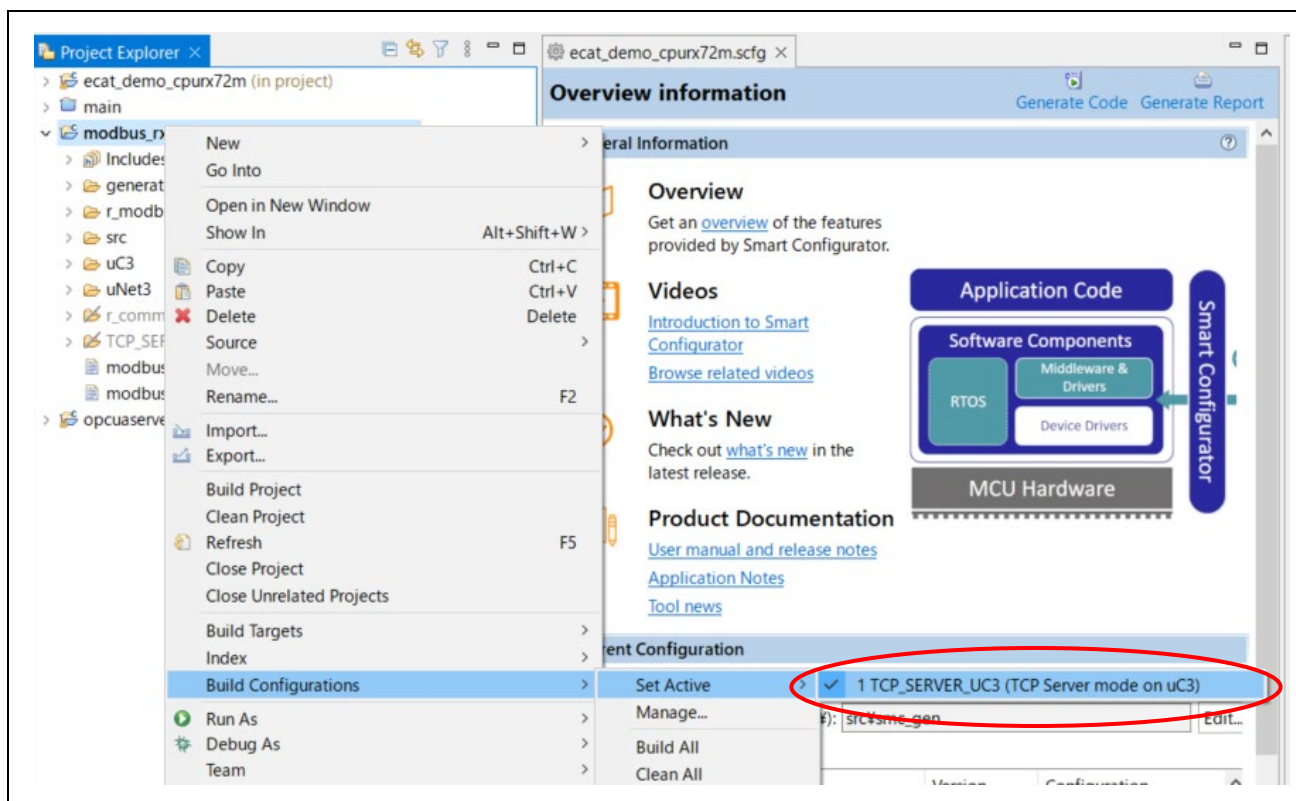 Project Explorer
ecat_demo_cpurx72m.scfg
ecat_demo_cpurx72m (in project)
main
modbus_rx
Includes
generat
r_modb
src
uC3
uNet3
r_comm
TCP_SER
modbus
modbus
opcuaserve
New
Go Into
Open in New Window
Show In Alt+Shift+W
Copy Ctrl+C
Paste Ctrl+V
Delete Delete
Source
Move...
Rename... F2
Import...
Export...
Build Project
Clean Project
Refresh F5
Close Project
Close Unrelated Projects
Build Targets
Index
Build Configurations
Run As
Debug As
Team
Set Active
Manage...
Build All
Clean All
1 TCP_SERVER_UC3 (TCP Server mode on uC3)
Overview information
Generate Code Generate Report
eral Information
Overview
Get an overview of the features
provided by Smart Configurator.
Videos
Introduction to Smart
Configurator
Browse related videos
What's New
Check out what's new in the
latest release.
Product Documentation
User manual and release notes
Application Notes
Tool news
Application Code
Software Components
RTOS
Middleware &
Drivers
Device Drivers
MCU Hardware
Smart Configurator
rent Configuration
¥): src¥smc_gen Edit...
Version Configuration